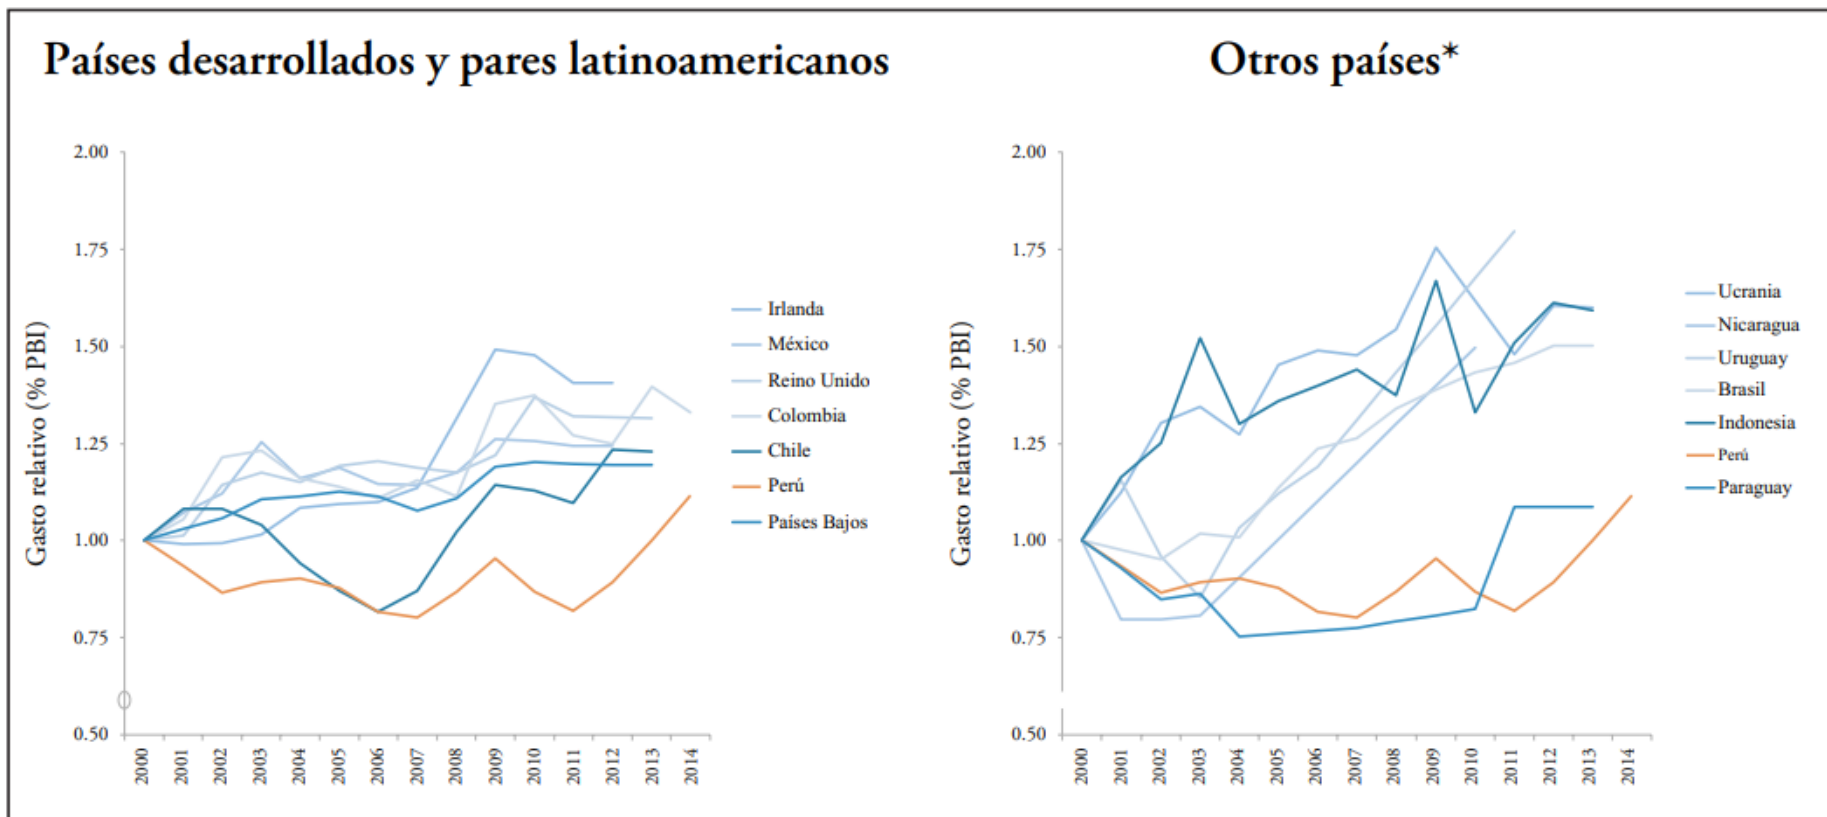 Países desarrollados y pares latinoamericanos
Gasto relativo (% PBI)
2.00
1.75
1.50
1.25
1.00
0.75
0.50
2000
2001
2002
2003
2004
2005
2006
2007
2008
2009
2010
2011
2012
2013
2014
Irlanda
México
Reino Unido
Colombia
Chile
Perú
Países Bajos
Otros países*
Gasto relativo (% PBI)
2.00
1.75
1.50
1.25
1.00
0.75
0.50
2000
2001
2002
2003
2004
2005
2006
2007
2008
2009
2010
2011
2012
2013
2014
Ucrania
Nicaragua
Uruguay
Brasil
Indonesia
Perú
Paraguay